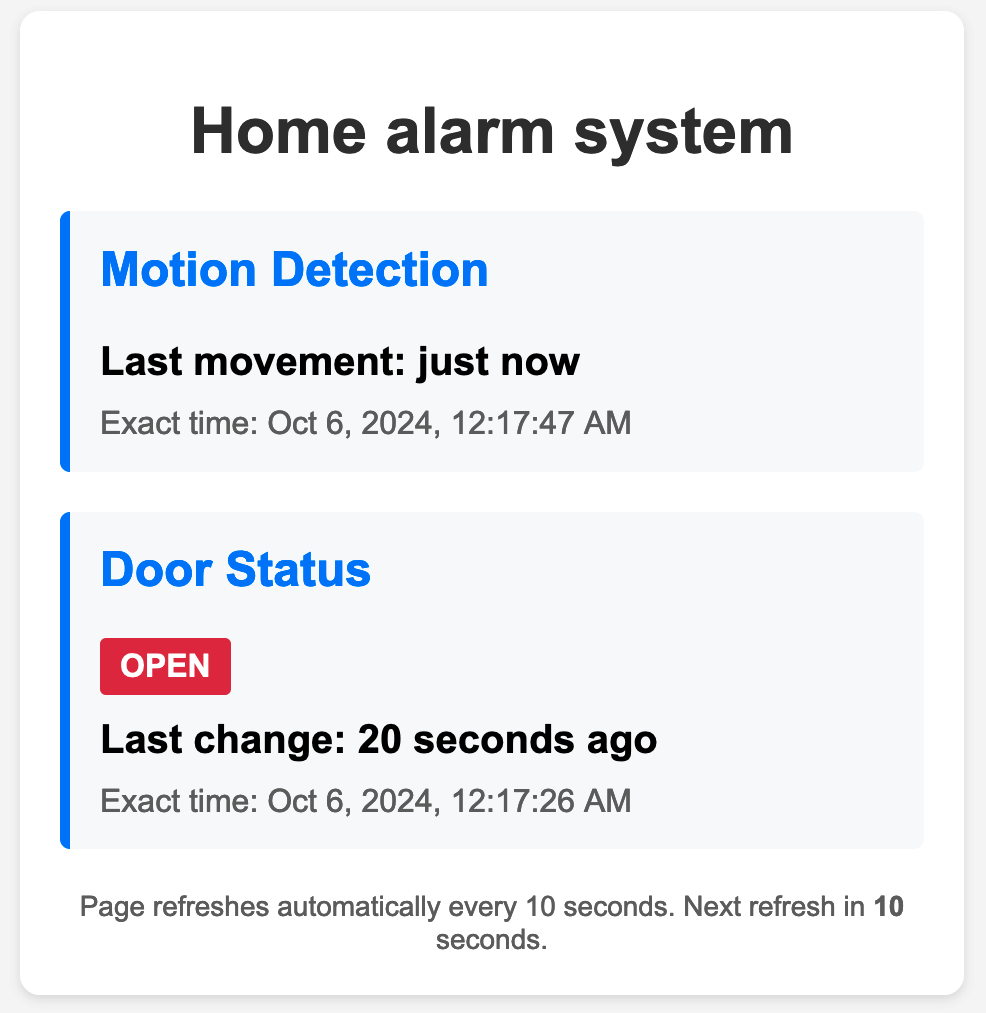 Home alarm system
Motion Detection
Last movement: just now
Exact time: Oct 6, 2024, 12:17:47 AM
Door Status
OPEN
Last change: 20 seconds ago
Exact time: Oct 6, 2024, 12:17:26 AM
Page refreshes automatically every 10 seconds. Next refresh in 10
seconds.